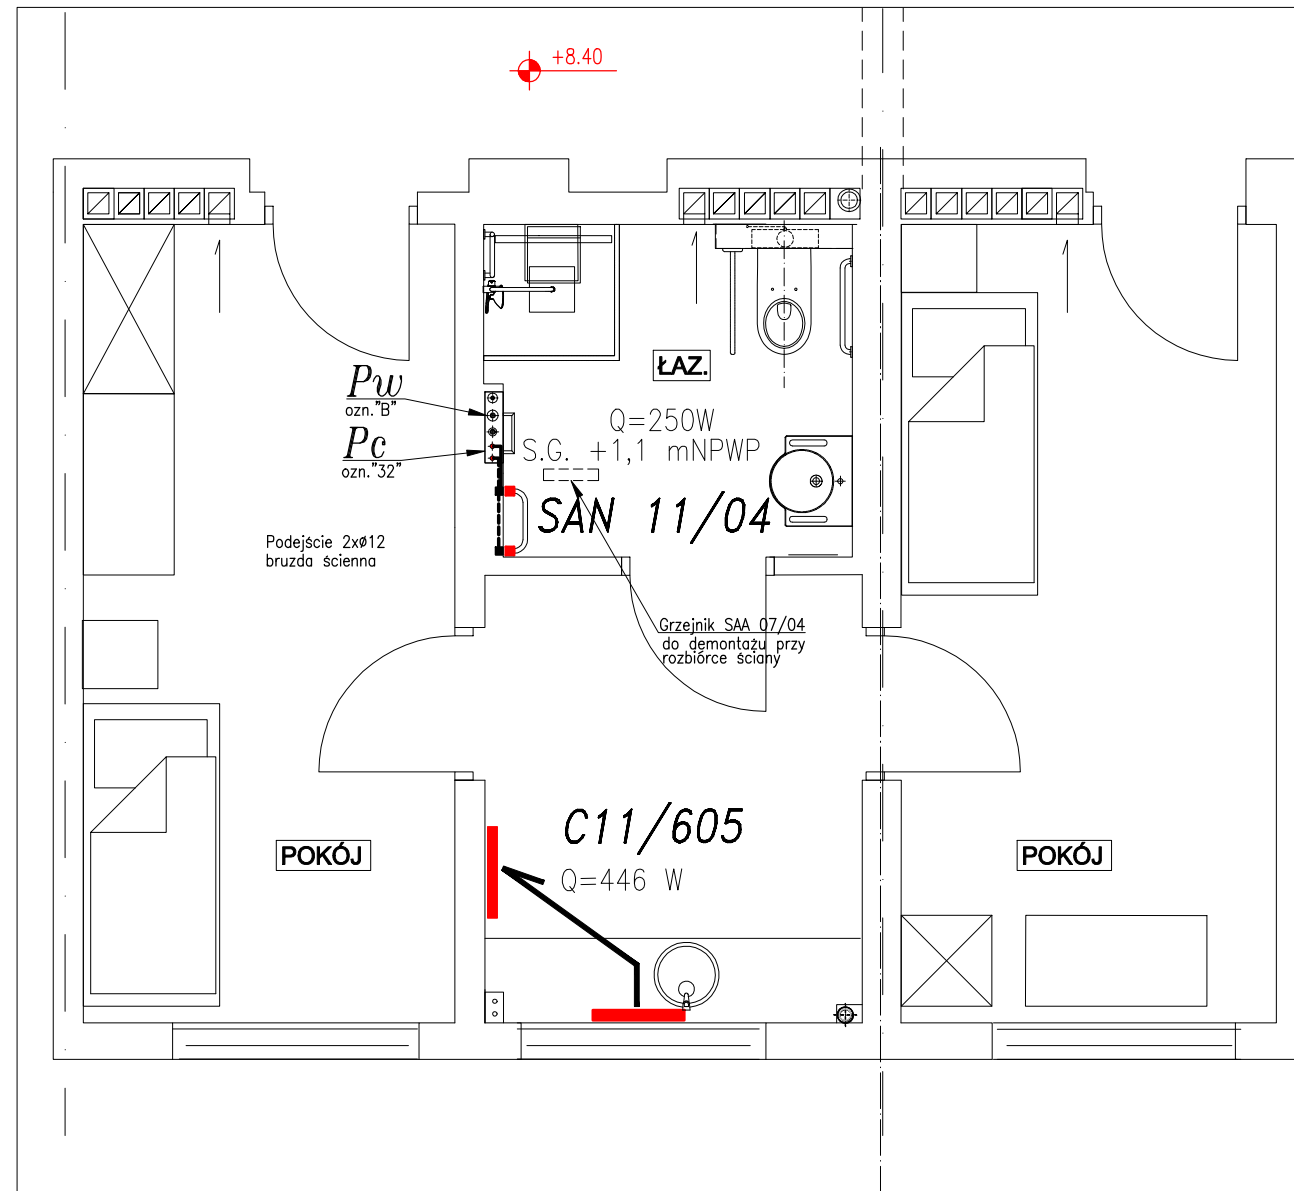 +8.40
ŁAZ.
Pw
ozn."B"
Pc
ozn."32"
Q=250W
S.G. +1,1 mNPWP
SAN 11/04
Podejście 2xø12
bruzda ścienna
Grzejnik SAA 07/04
do demontażu przy
rozbiórce ściany
C11/605
Q=446 W
POKÓJ
POKÓJ